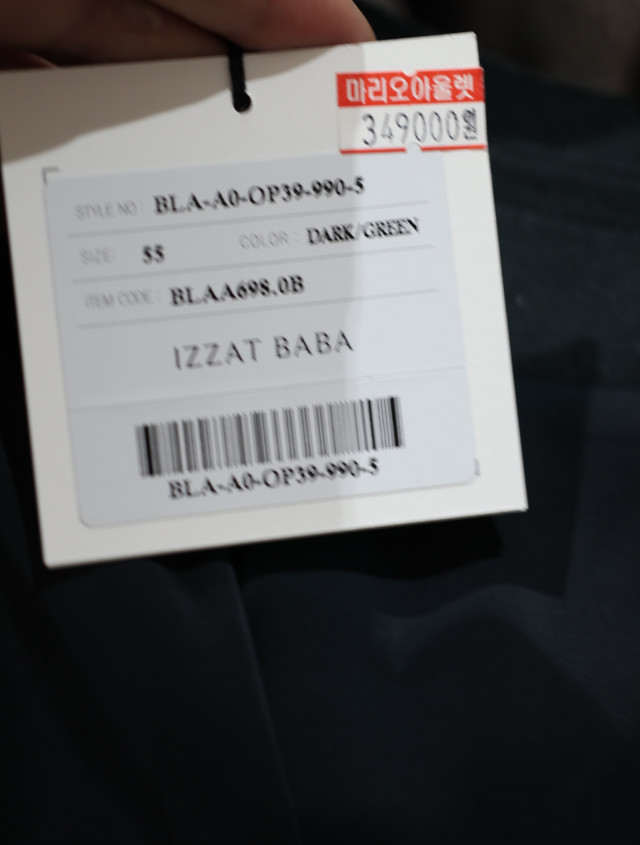 마리오아울렛
349000원
STYLE NO : BLA-A0-OP39-990-5
SIZE: 55 COLOR : DARK/GREEN
ITEM CODE : BLAA698.0B
IZZAT BABA
BLA-A0-OP39-990-5